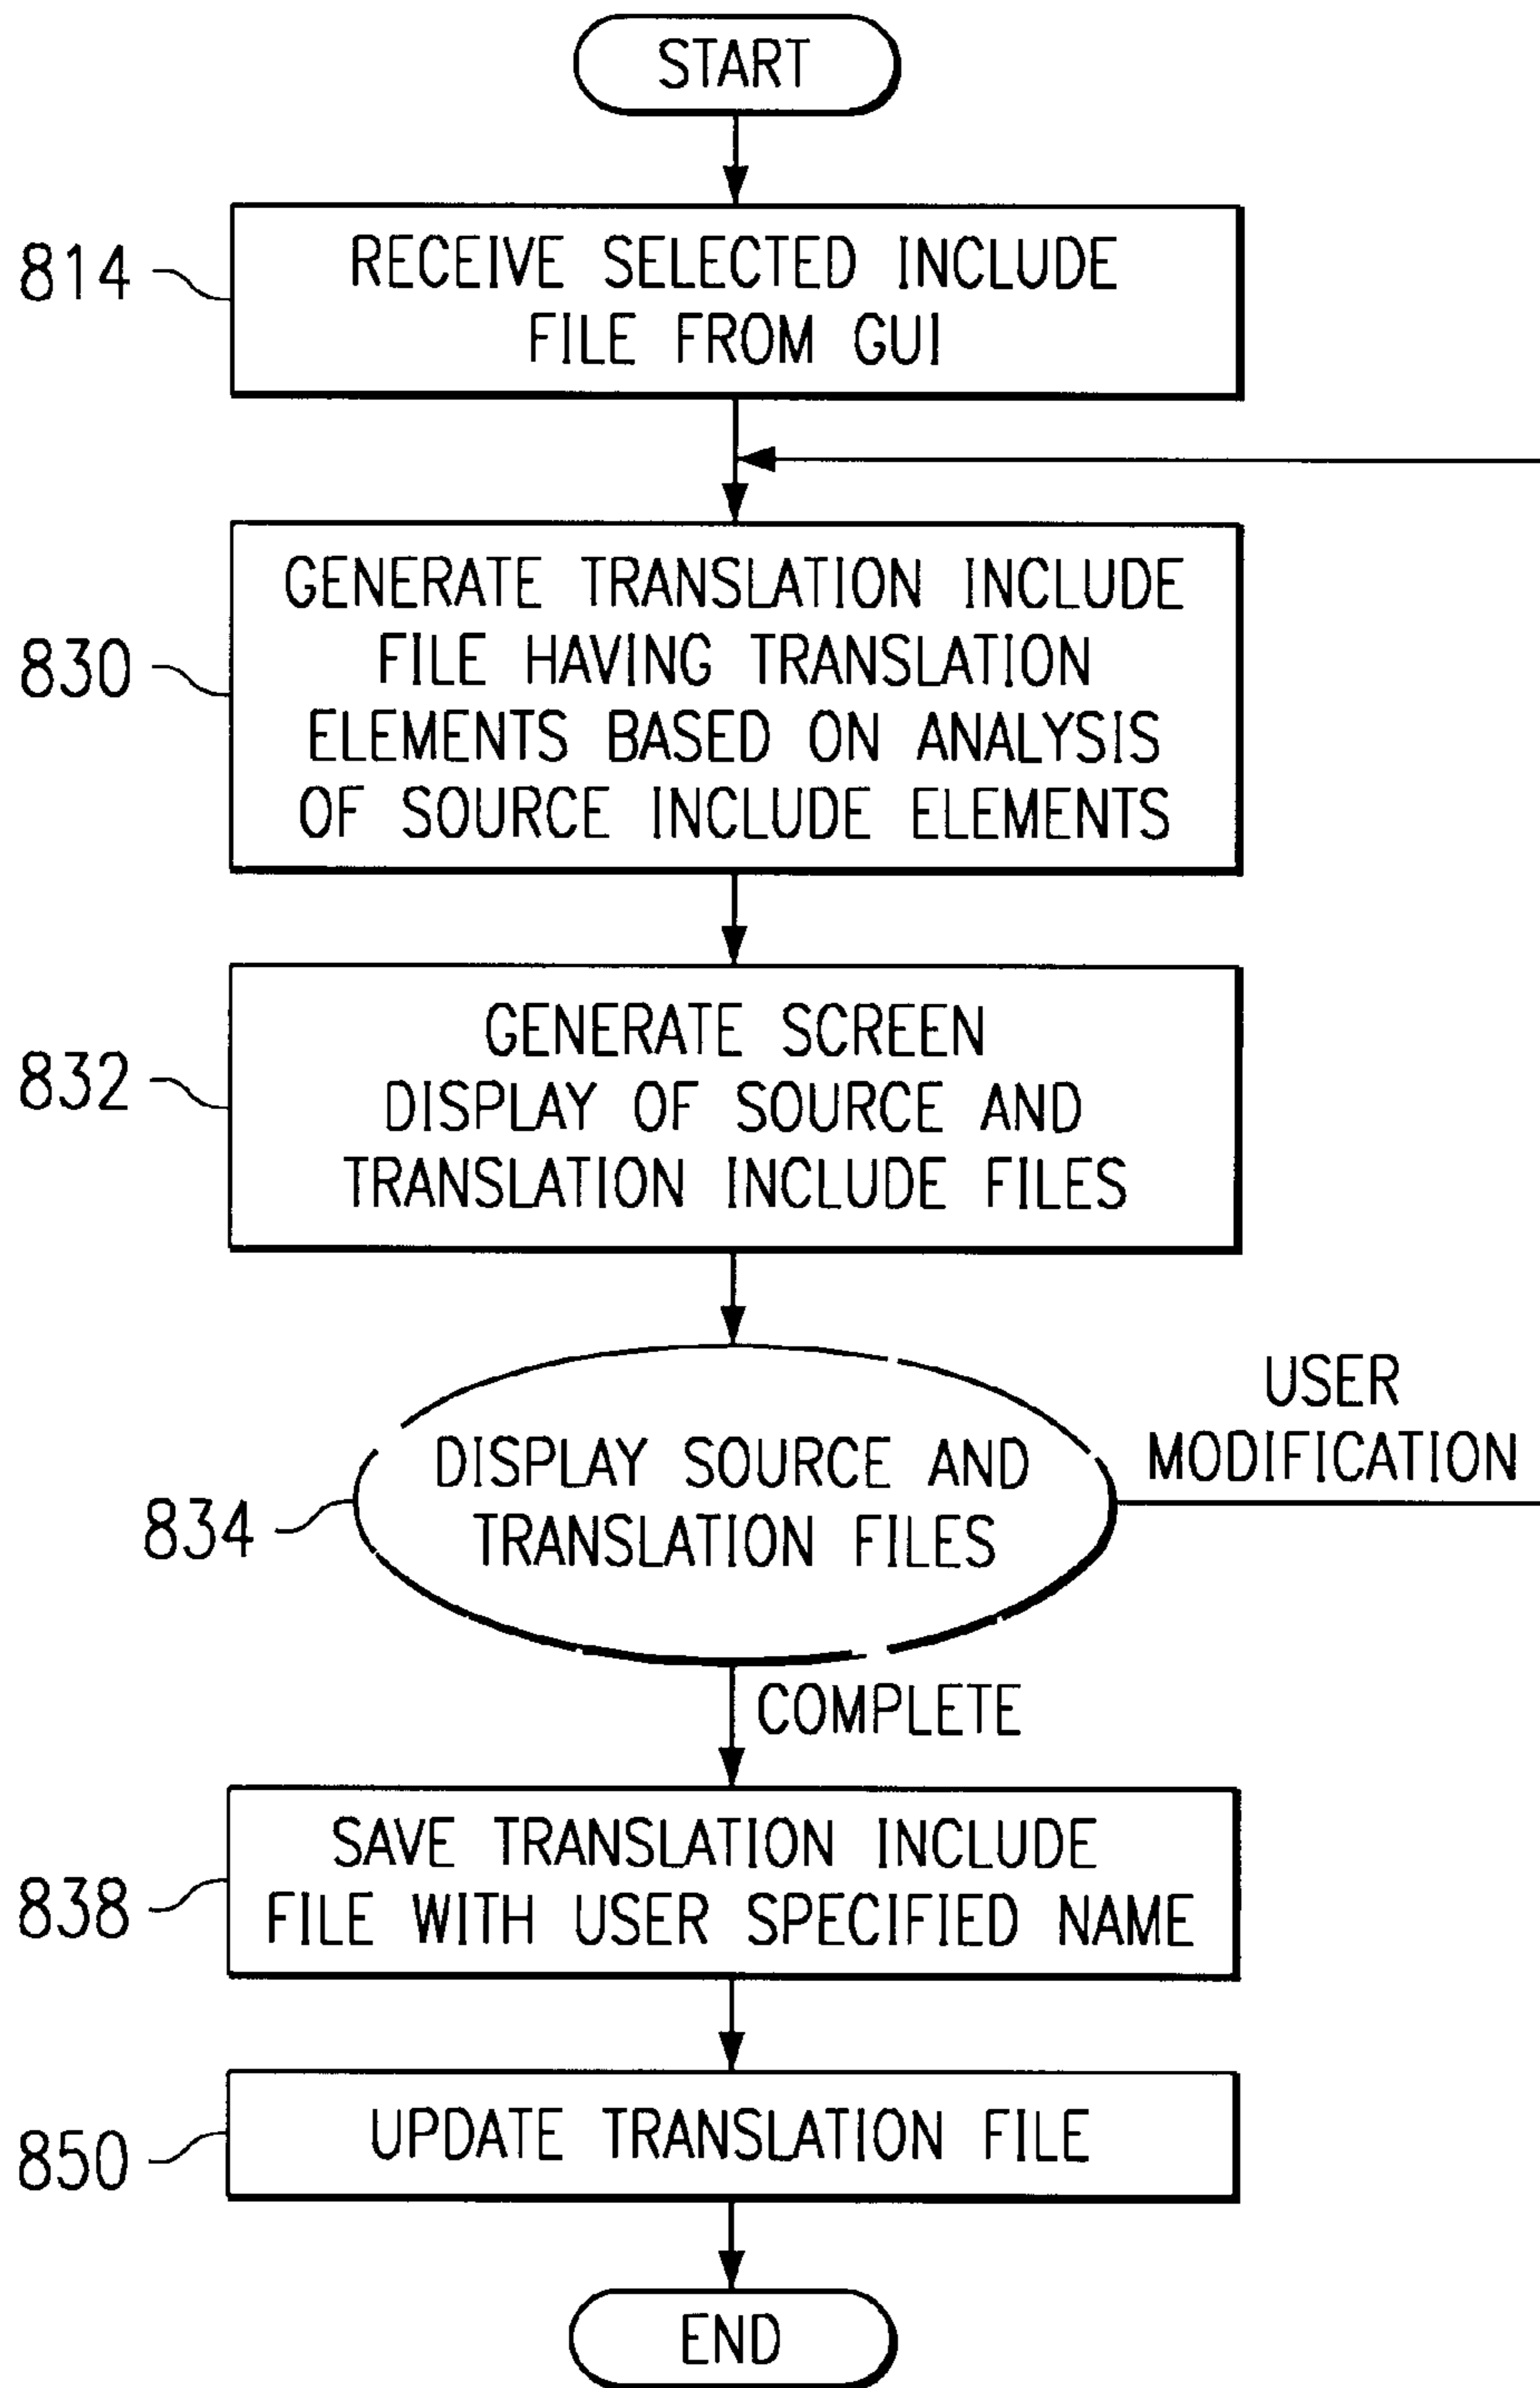 START
814
RECEIVE SELECTED INCLUDE
FILE FROM GUI
830
GENERATE TRANSLATION INCLUDE
FILE HAVING TRANSLATION
ELEMENTS BASED ON ANALYSIS
OF SOURCE INCLUDE ELEMENTS
832
GENERATE SCREEN
DISPLAY OF SOURCE AND
TRANSLATION INCLUDE FILES
834
DISPLAY SOURCE AND
TRANSLATION FILES
USER
MODIFICATION
COMPLETE
838
SAVE TRANSLATION INCLUDE
FILE WITH USER SPECIFIED NAME
850
UPDATE TRANSLATION FILE
END